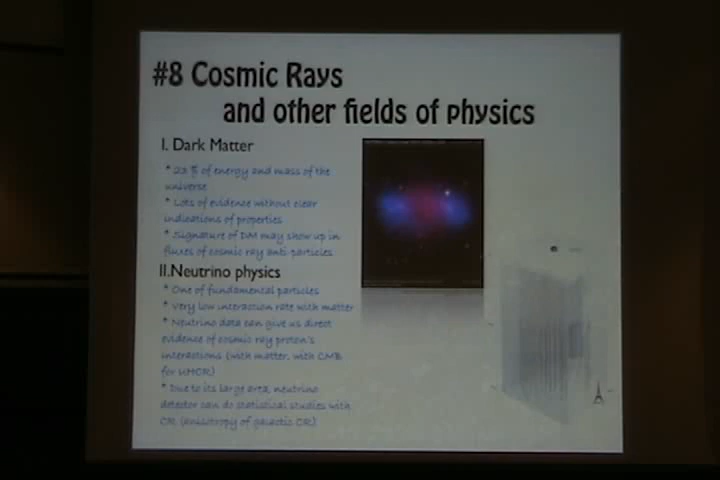 #8 Cosmic Rays
and other fields of physics
I. Dark Matter
* 23 % of energy and mass of the
universe
* Lots of evidence without clear
indications of properties
* Signature of DM may show up in
fluxes of cosmic ray anti-particles
II.Neutrino physics
* One of fundamental particles
* Very low interaction rate with matter
* Neutrino data can give us direct
evidence of cosmic ray proton's
interactions (with matter, with CMB
for UHCR)
* Due to its large area, neutrino
detector can do statistical studies with
CR (anisotropy of galactic CR)